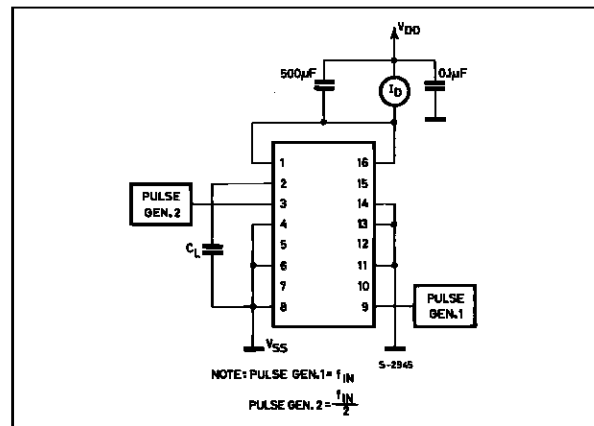 VDD
500µF
ID
0.1µF
1 16
2 15
PULSE
GEN.2
3 14
4 13
CL
5 12
6 11
7 10
8 9
PULSE
GEN.1
VSS
S-2945
NOTE: PULSE GEN.1 = fIN
PULSE GEN. 2 = fIN/2